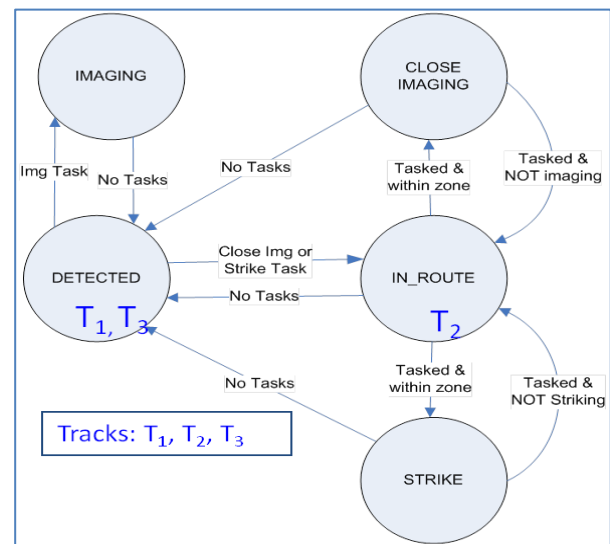 IMAGING
CLOSE
IMAGING
Img Task
No Tasks
No Tasks
Tasked &
within zone
Tasked &
NOT imaging
DETECTED
T1, T3
Close Img or
Strike Task
No Tasks
IN_ROUTE
T2
No Tasks
Tasked &
within zone
Tasked &
NOT Striking
Tracks: T1, T2, T3
STRIKE